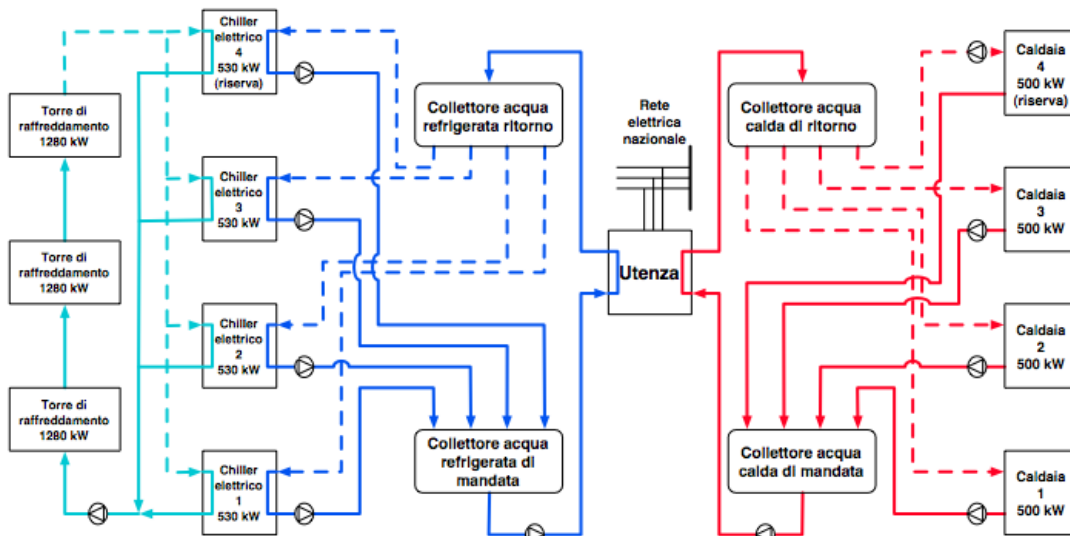 Chiller
elettrico
4
530 kW
(riserva)
Torre di
raffreddamento
1280 kW
Chiller
elettrico
3
530 kW
Torre di
raffreddamento
1280 kW
Chiller
elettrico
2
530 kW
Torre di
raffreddamento
1280 kW
Chiller
elettrico
1
530 kW
Collettore acqua
refrigerata ritorno
Collettore acqua
refrigerata di
mandata
Rete
elettrica
nazionale
Utenza
Collettore acqua
calda di ritorno
Collettore acqua
calda di mandata
Caldaia
4
500 kW
(riserva)
Caldaia
3
500 kW
Caldaia
2
500 kW
Caldaia
1
500 kW